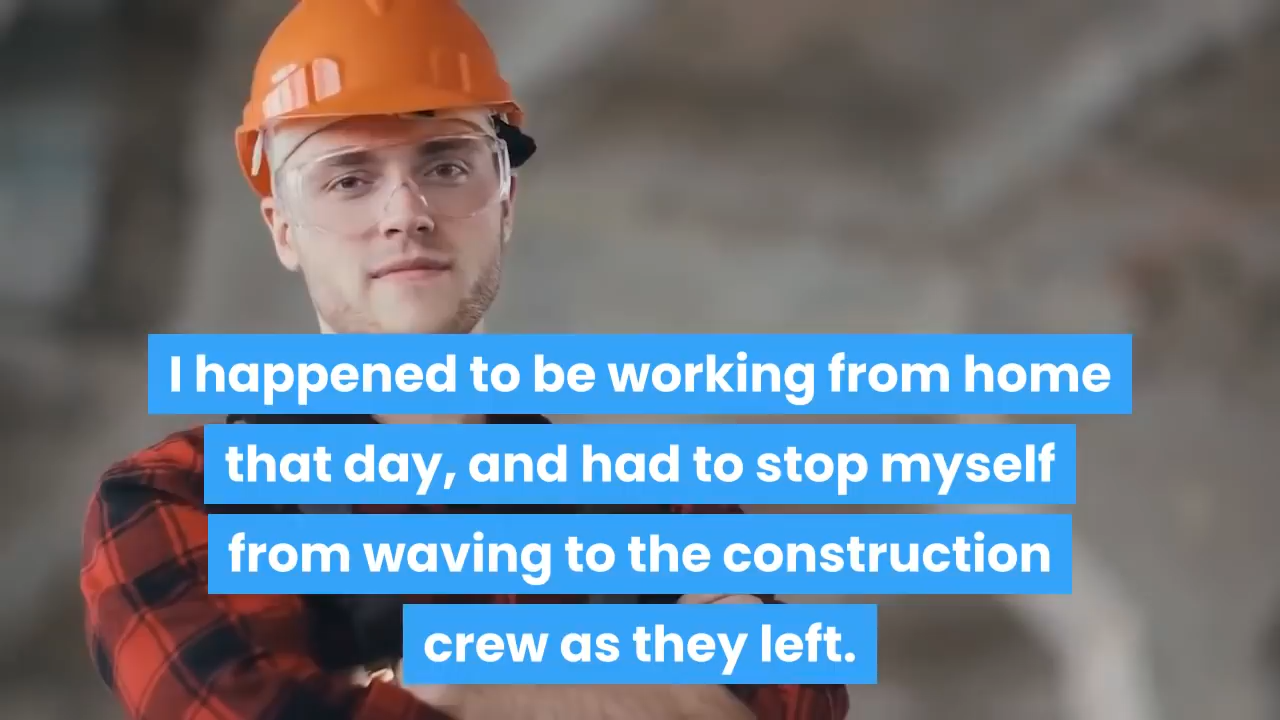 I happened to be working from home
that day, and had to stop myself
from waving to the construction
crew as they left.